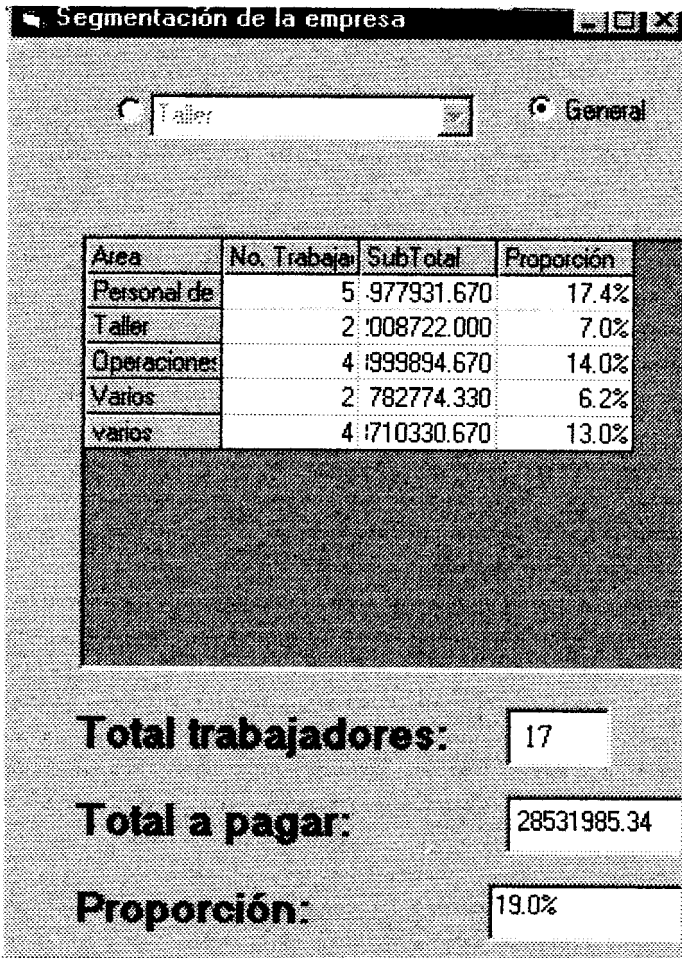 Segmentación de la empresa
Taller General
Area No. Trabaja SubTotal Proporción
Personal de 5 977931.670 17.4%
Taller 2 008722.000 7.0%
Operaciones 4 999894.670 14.0%
Varios 2 782774.330 6.2%
varios 4 710330.670 13.0%
Total trabajadores: 17
Total a pagar: 28531985.34
Proporción: 19.0%